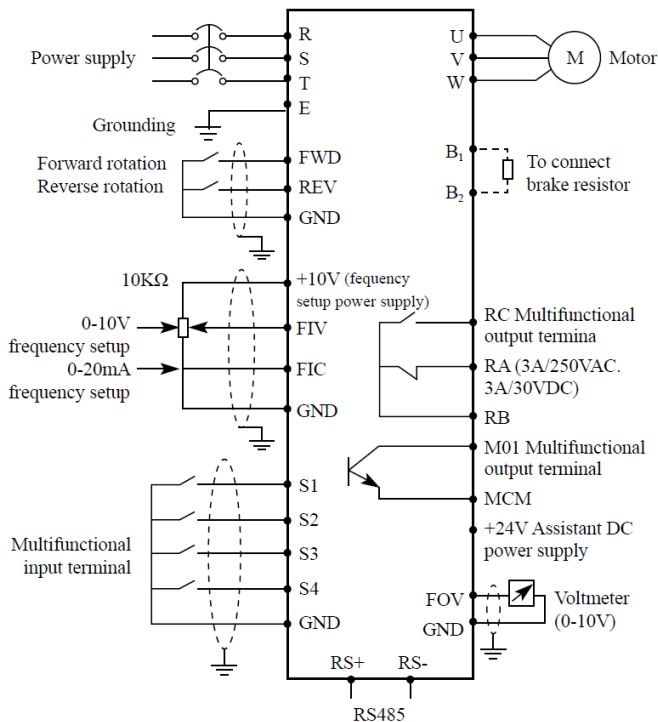 Power supply
R
S
T
E
Grounding
Forward rotation
Reverse rotation
FWD
REV
GND
10KΩ
+10V (fequency
setup power supply)
0-10V
frequency setup
FIV
0-20mA
frequency setup
FIC
GND
Multifunctional
input terminal
S1
S2
S3
S4
GND
U
V
W
M
Motor
B1
B2
To connect
brake resistor
RC Multifunctional
output termina
RA (3A/250VAC.
3A/30VDC)
RB
M01 Multifunctional
output terminal
MCM
+24V Assistant DC
power supply
FOV
GND
Voltmeter
(0-10V)
RS+
RS-
RS485